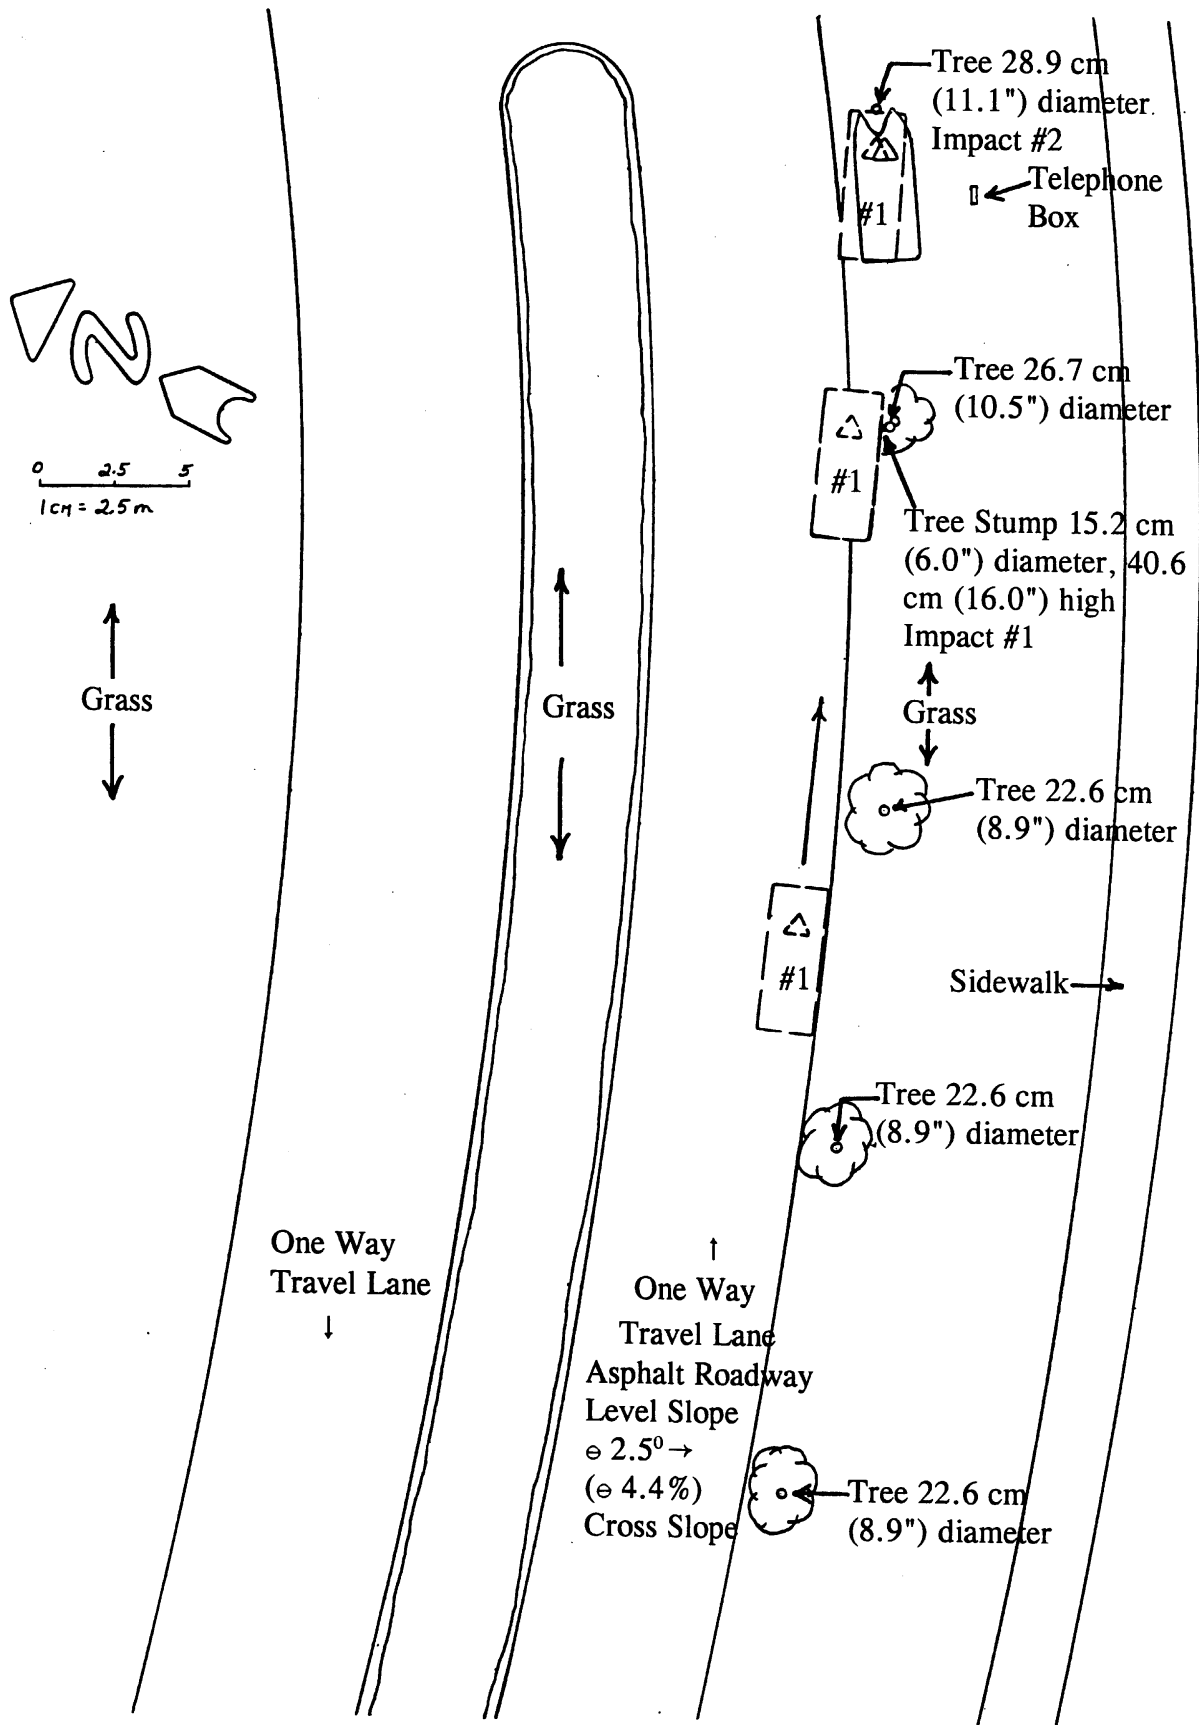 Tree 28.9 cm
(11.1") diameter.
Impact #2
Telephone
Box
#1
N
Tree 26.7 cm
(10.5") diameter
0 2.5 5
1 CM = 2.5 m
#1
Tree Stump 15.2 cm
(6.0") diameter, 40.6
cm (16.0") high
Impact #1
Grass
Grass
Grass
Tree 22.6 cm
(8.9") diameter
#1
Sidewalk
Tree 22.6 cm
(8.9") diameter
One Way
Travel Lane
↓
↑
One Way
Travel Lane
Asphalt Roadway
Level Slope
⊖ 2.5⁰ →
(⊖ 4.4%)
Cross Slope
Tree 22.6 cm
(8.9") diameter